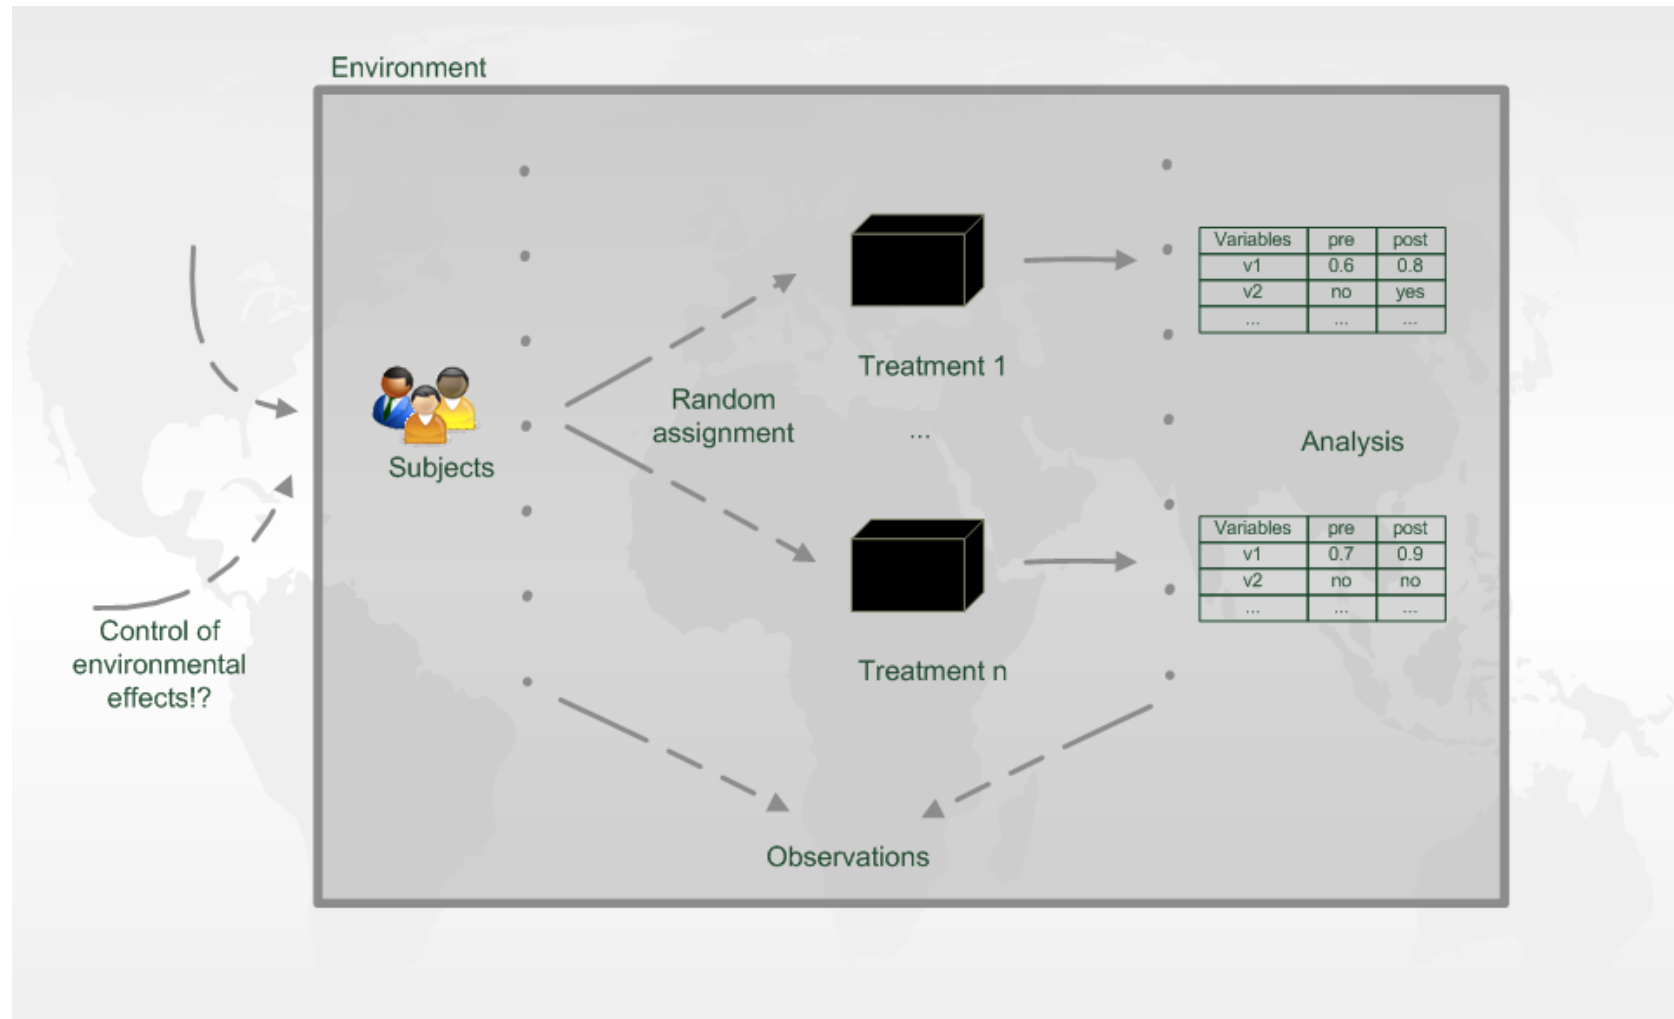 Environment
Subjects
Random
assignment
Treatment 1
...
Treatment n
Variables pre post
v1 0.6 0.8
v2 no yes
... ... ...
Analysis
Variables pre post
v1 0.7 0.9
v2 no no
... ... ...
Control of
environmental
effects!?
Observations